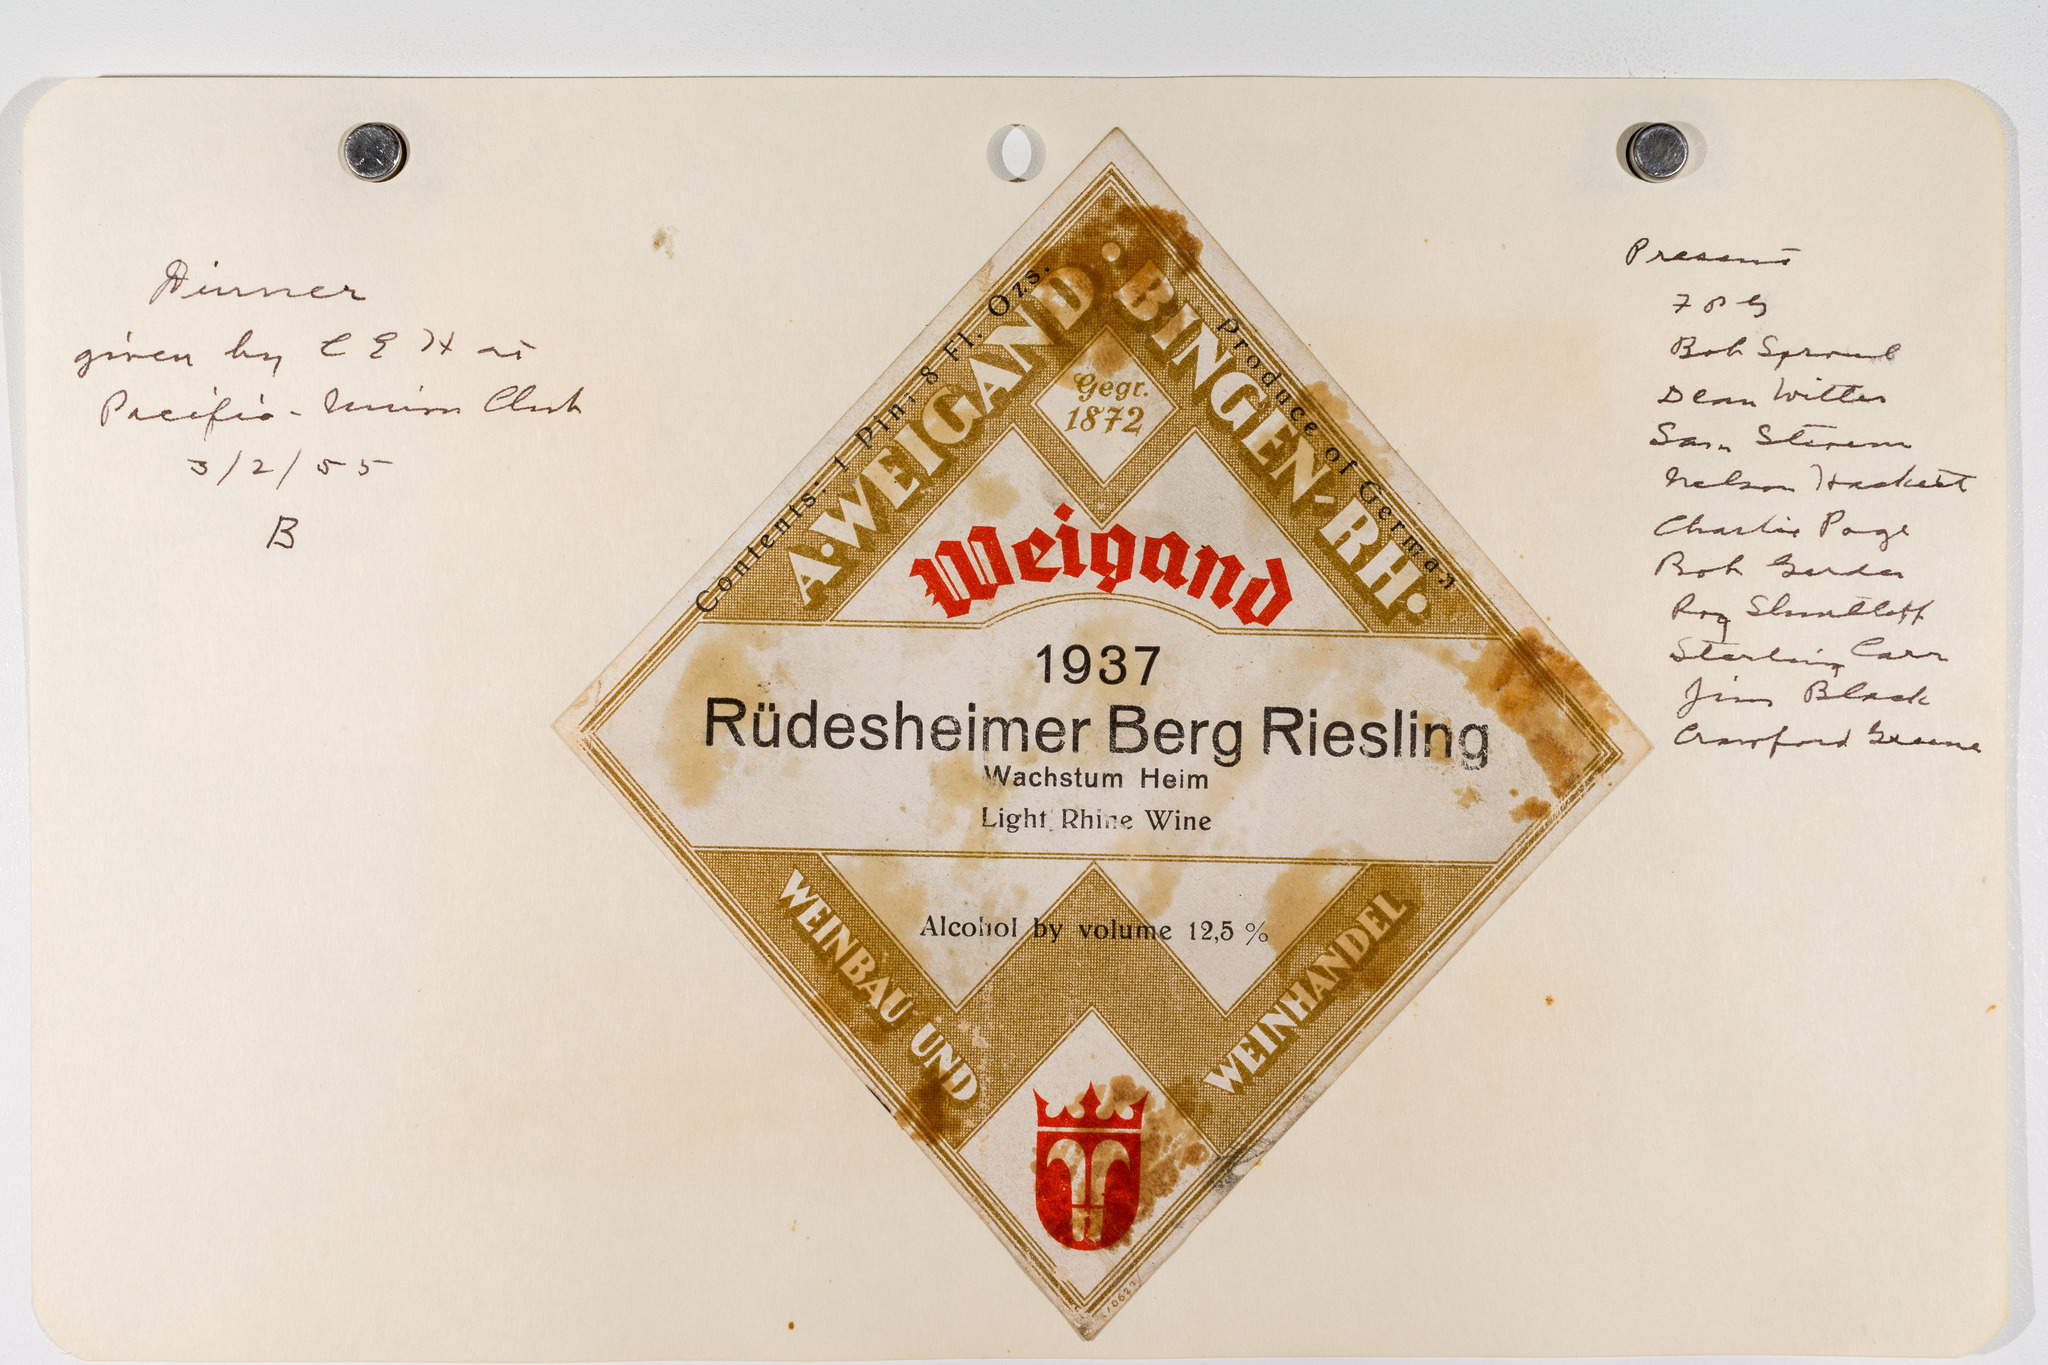 Dinner
given by C E H at
Pacific-Union Club
3/2/55
B
Contents: 1 Pint 8 Fl. Ozs.
Produce of Germany
A. WEIGAND · BINGEN-RH.
Gegr.
1872
Weigand
1937
Rüdesheimer Berg Riesling
Wachstum Heim
Light Rhine Wine
Alcohol by volume 12,5 %
WEINBAU UND
WEINHANDEL
Present
Bob Sproul
Dean Witter
Sam Stevens
Nelson Hackett
Charlie Page
Bob
Roy Shurtleff
Sterling Carr
Jim Black
Crawford Greene